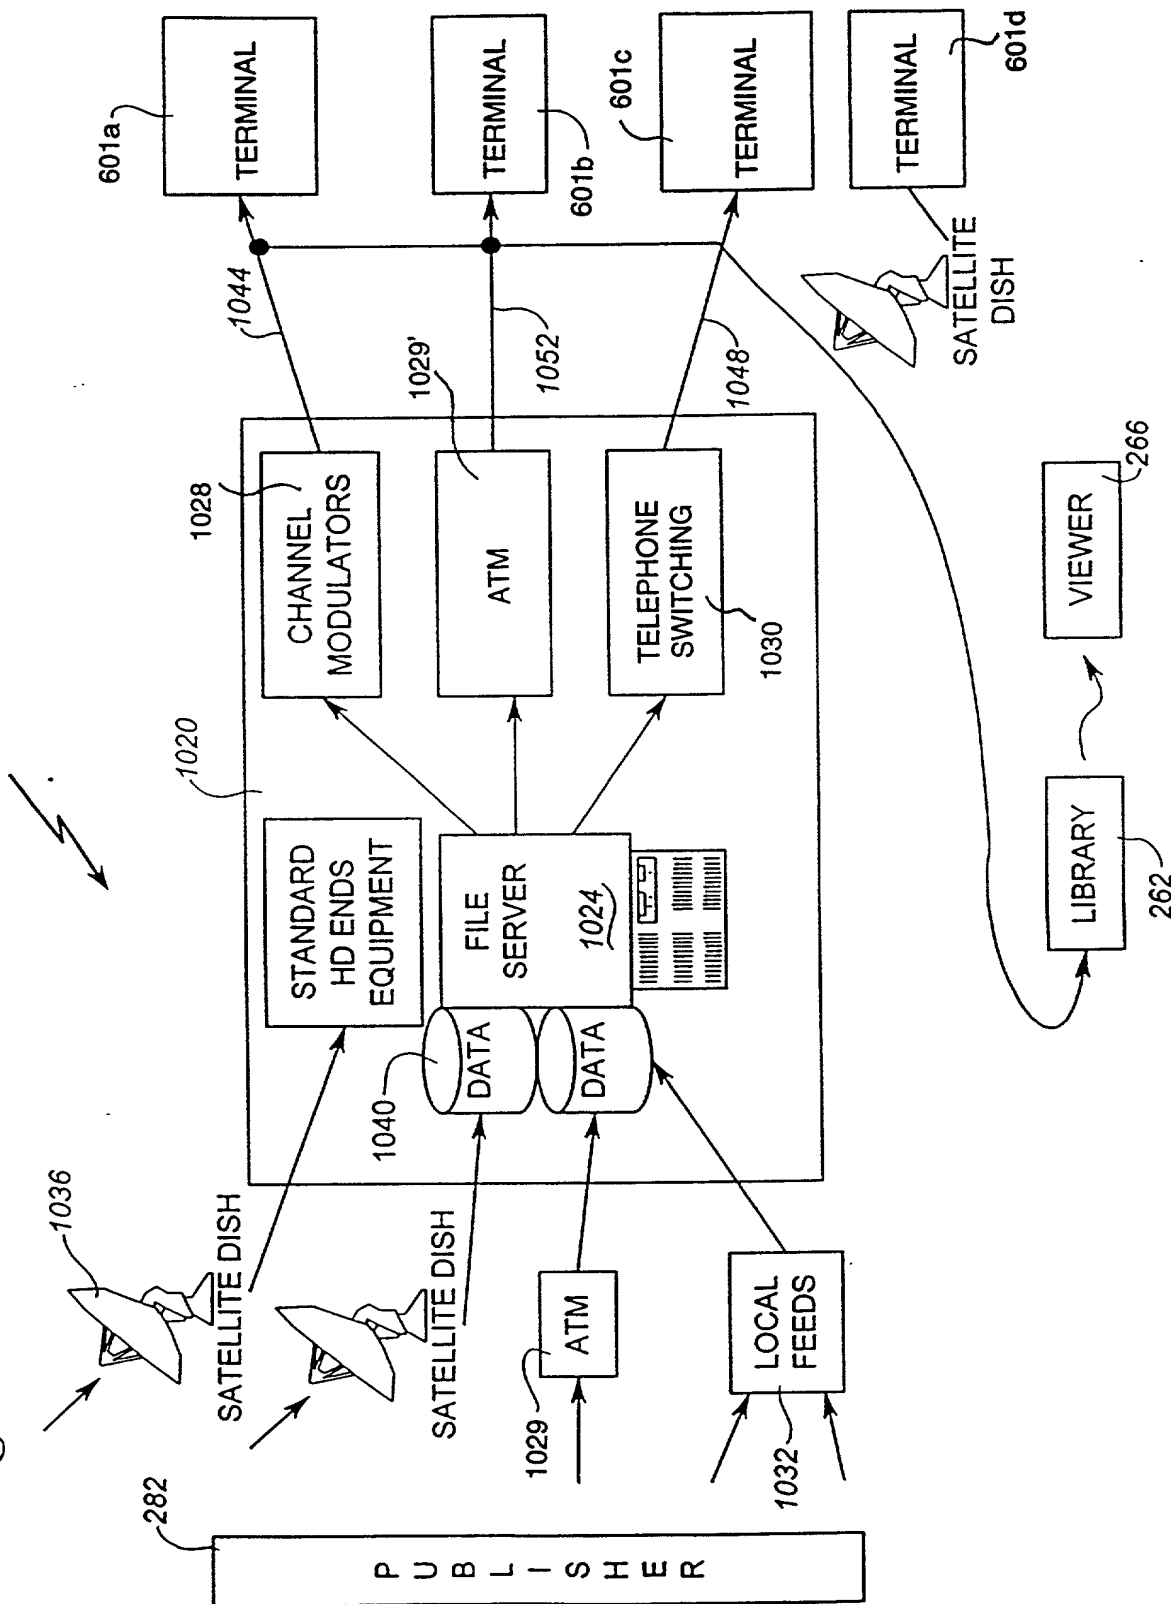 282
P U B L I S H E R
1036
SATELLITE DISH
SATELLITE DISH
1029
ATM
LOCAL
FEEDS
1032
1020
STANDARD
HD ENDS
EQUIPMENT
1040
DATA
DATA
FILE
SERVER
1024
1028
CHANNEL
MODULATORS
1029'
ATM
TELEPHONE
SWITCHING
1030
1044
1052
1048
601a
TERMINAL
TERMINAL
601b
601c
TERMINAL
TERMINAL
601d
SATELLITE
DISH
LIBRARY
262
VIEWER
266